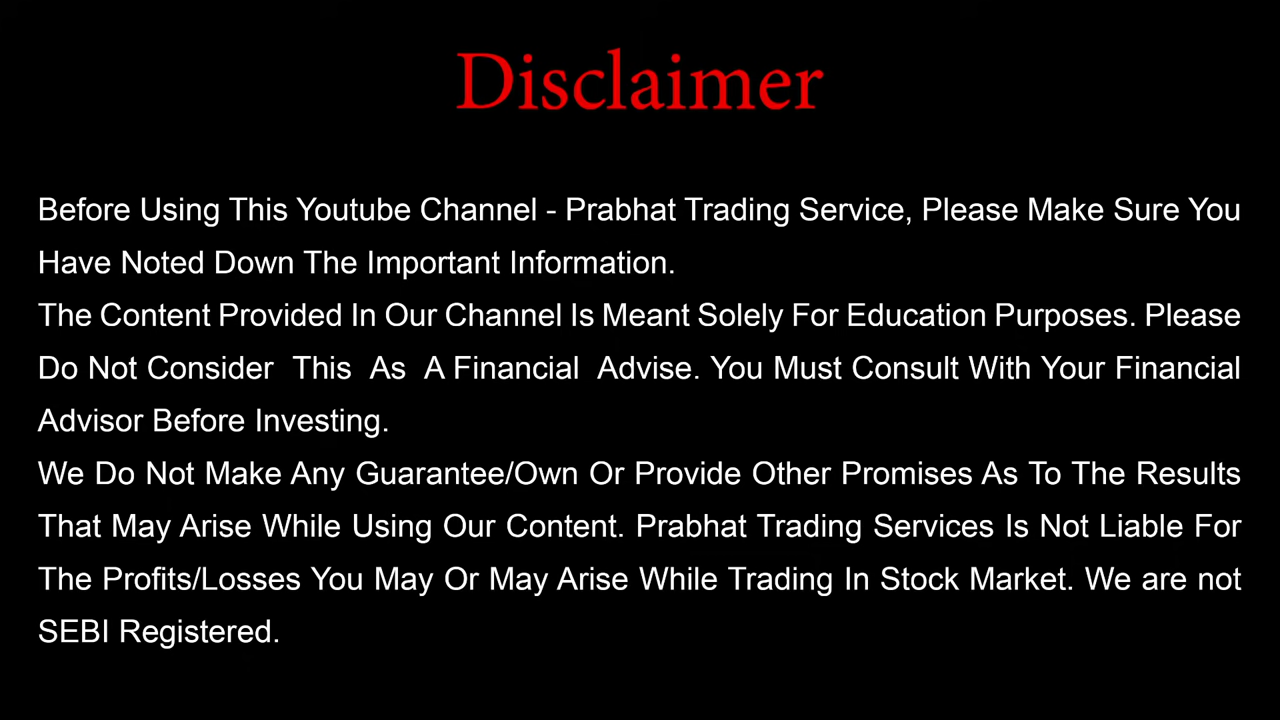 Disclaimer
Before Using This Youtube Channel - Prabhat Trading Service, Please Make Sure You
Have Noted Down The Important Information.
The Content Provided In Our Channel Is Meant Solely For Education Purposes. Please
Do Not Consider This As A Financial Advise. You Must Consult With Your Financial
Advisor Before Investing.
We Do Not Make Any Guarantee/Own Or Provide Other Promises As To The Results
That May Arise While Using Our Content. Prabhat Trading Services Is Not Liable For
The Profits/Losses You May Or May Arise While Trading In Stock Market. We are not
SEBI Registered.